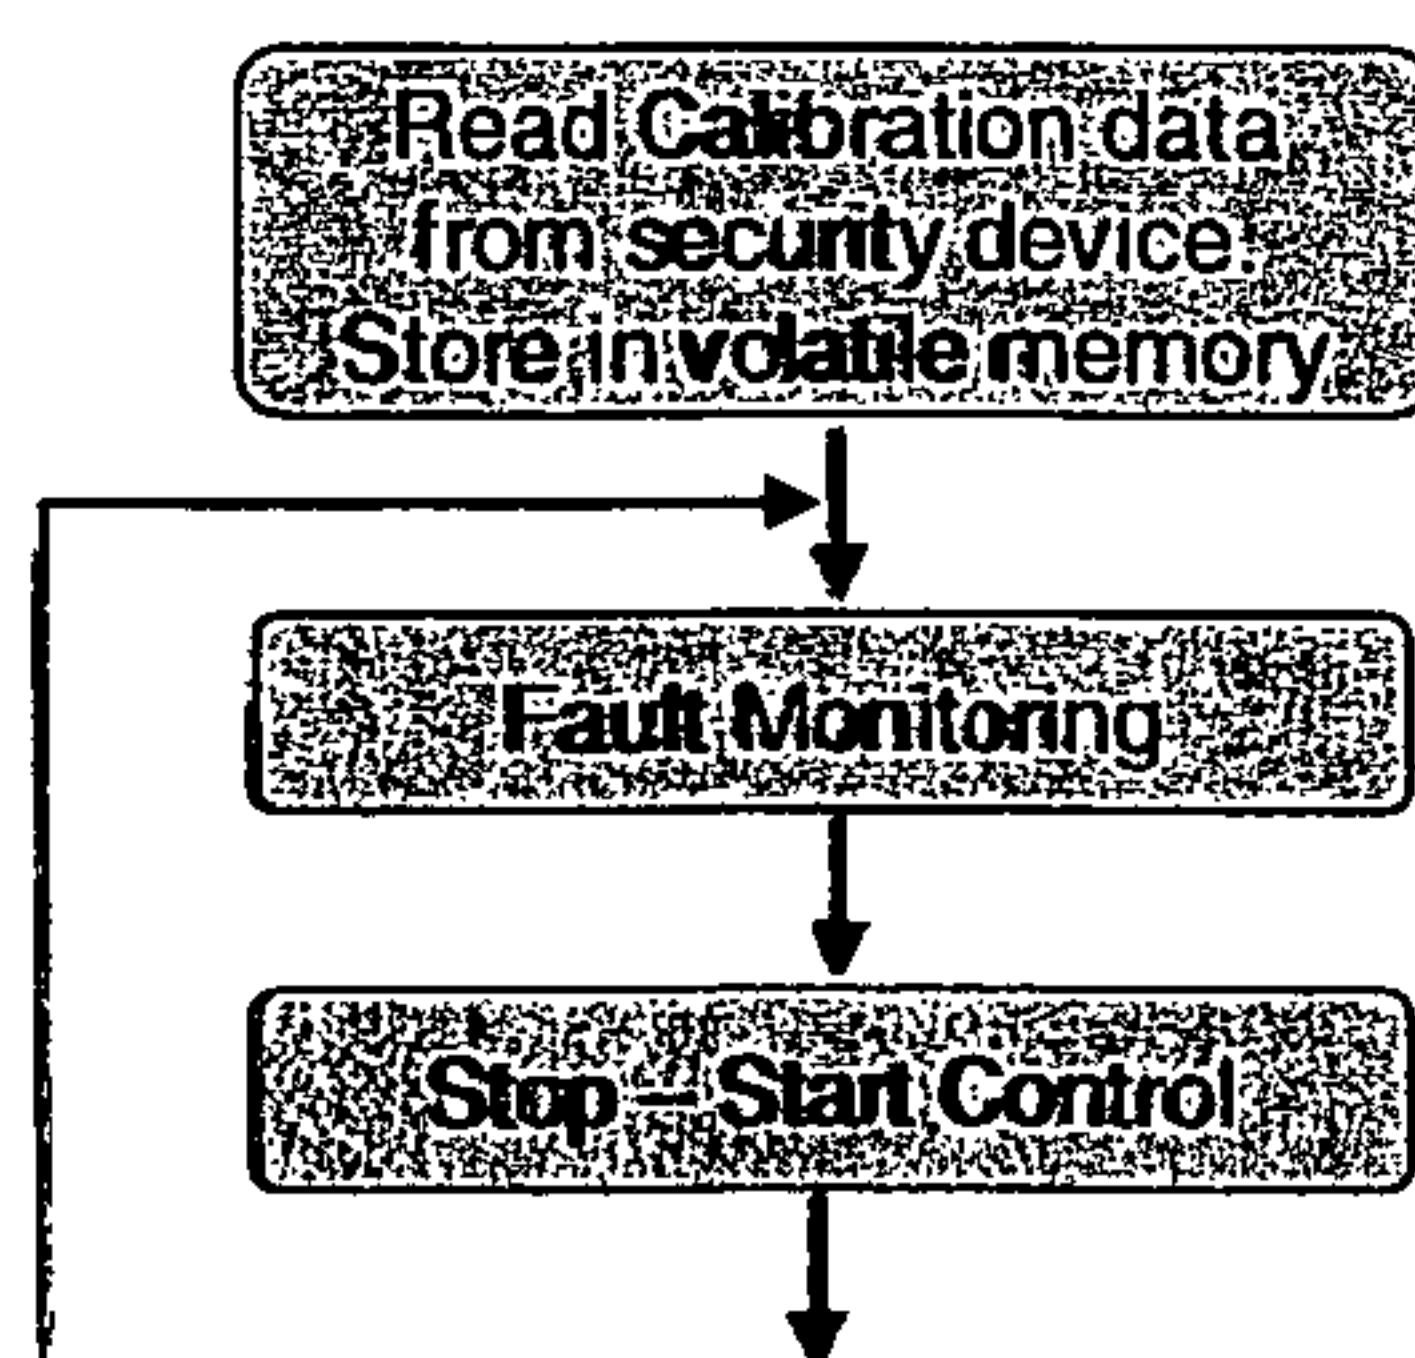 Read Calibration data
from security device.
Store in volatile memory
Fault Monitoring
Stop – Start Control